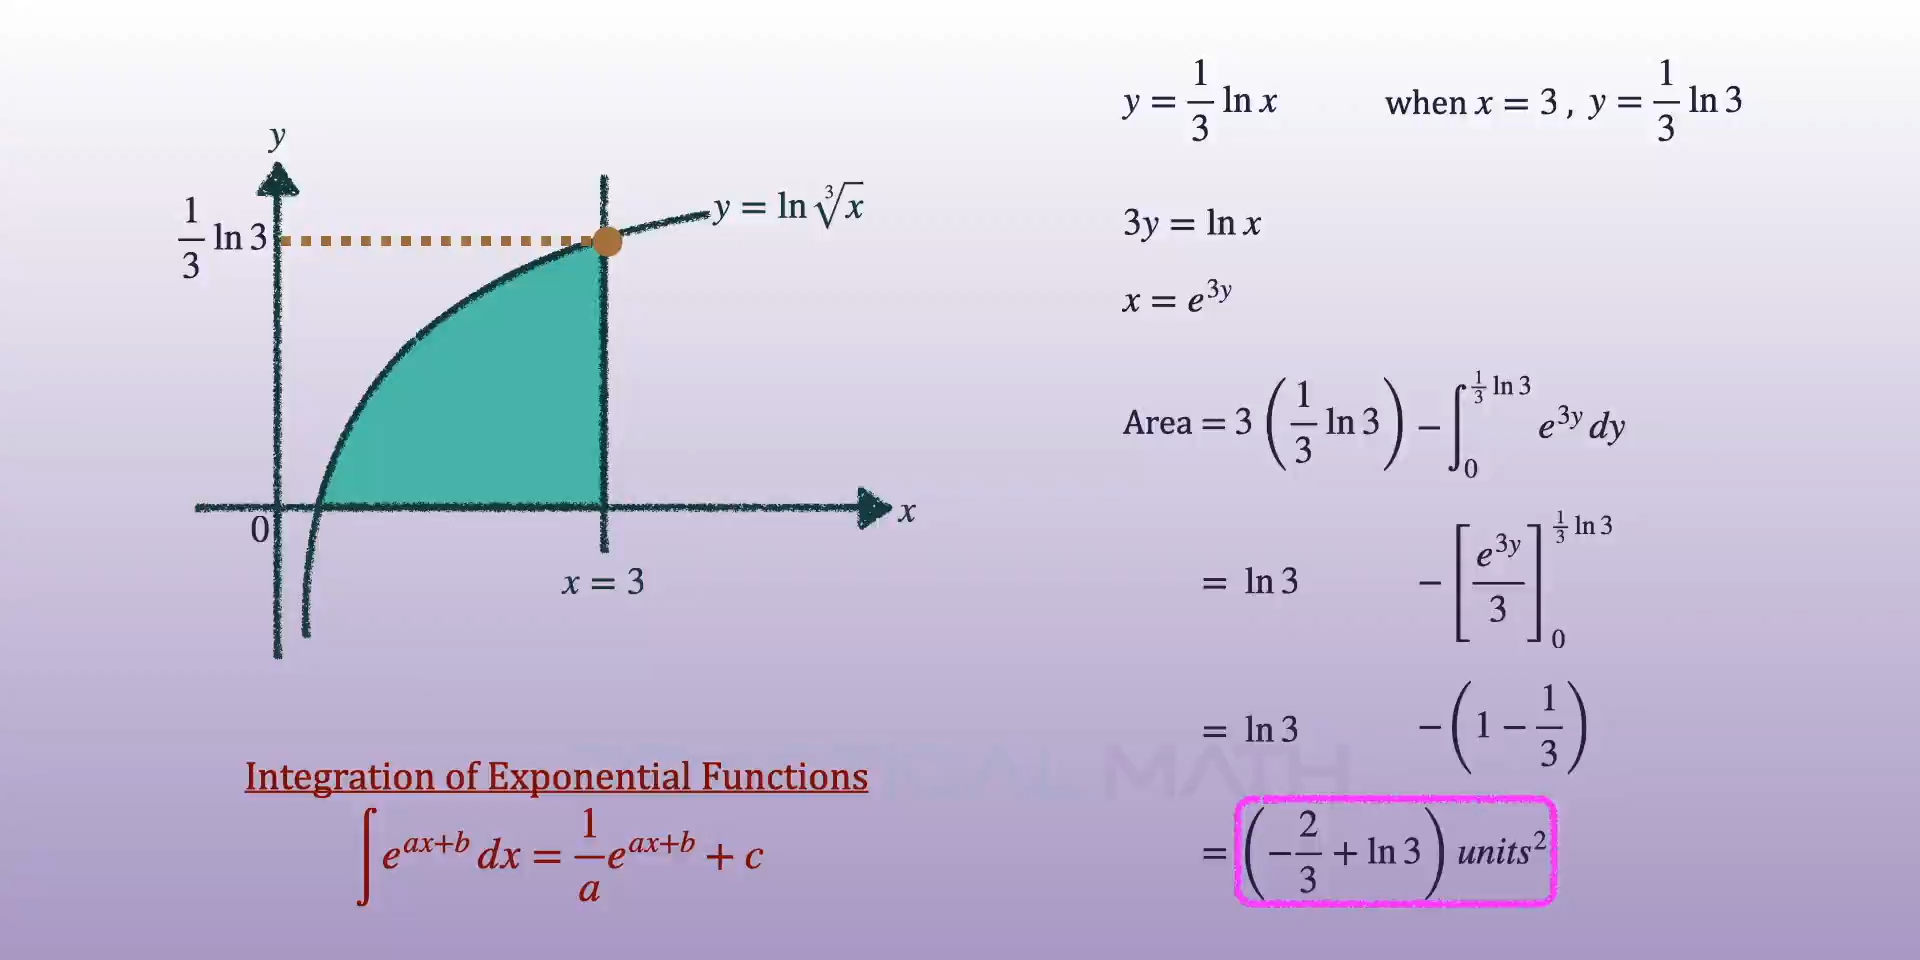 y
1/3 ln 3
y = ln ∛x
0
x
x = 3
Integration of Exponential Functions
∫ e^(ax+b) dx = 1/a e^(ax+b) + c
y = 1/3 ln x when x = 3 , y = 1/3 ln 3
3y = ln x
x = e^(3y)
Area = 3 (1/3 ln 3) − ∫_0^(1/3 ln 3) e^(3y) dy
= ln 3 − [e^(3y)/3]_0^(1/3 ln 3)
= ln 3 − (1 − 1/3)
= (−2/3 + ln 3) units²
MATH